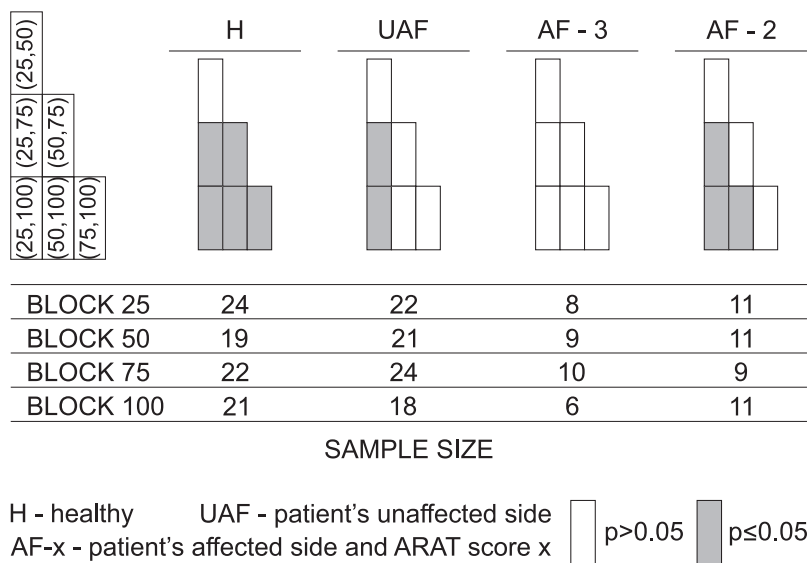 H UAF AF - 3 AF - 2
(25,50)
(25,75) (50,75)
(25,100) (50,100) (75,100)
BLOCK 25 24 22 8 11
BLOCK 50 19 21 9 11
BLOCK 75 22 24 10 9
BLOCK 100 21 18 6 11
SAMPLE SIZE
H - healthy UAF - patient's unaffected side
AF-x - patient's affected side and ARAT score x
p>0.05 p≤0.05